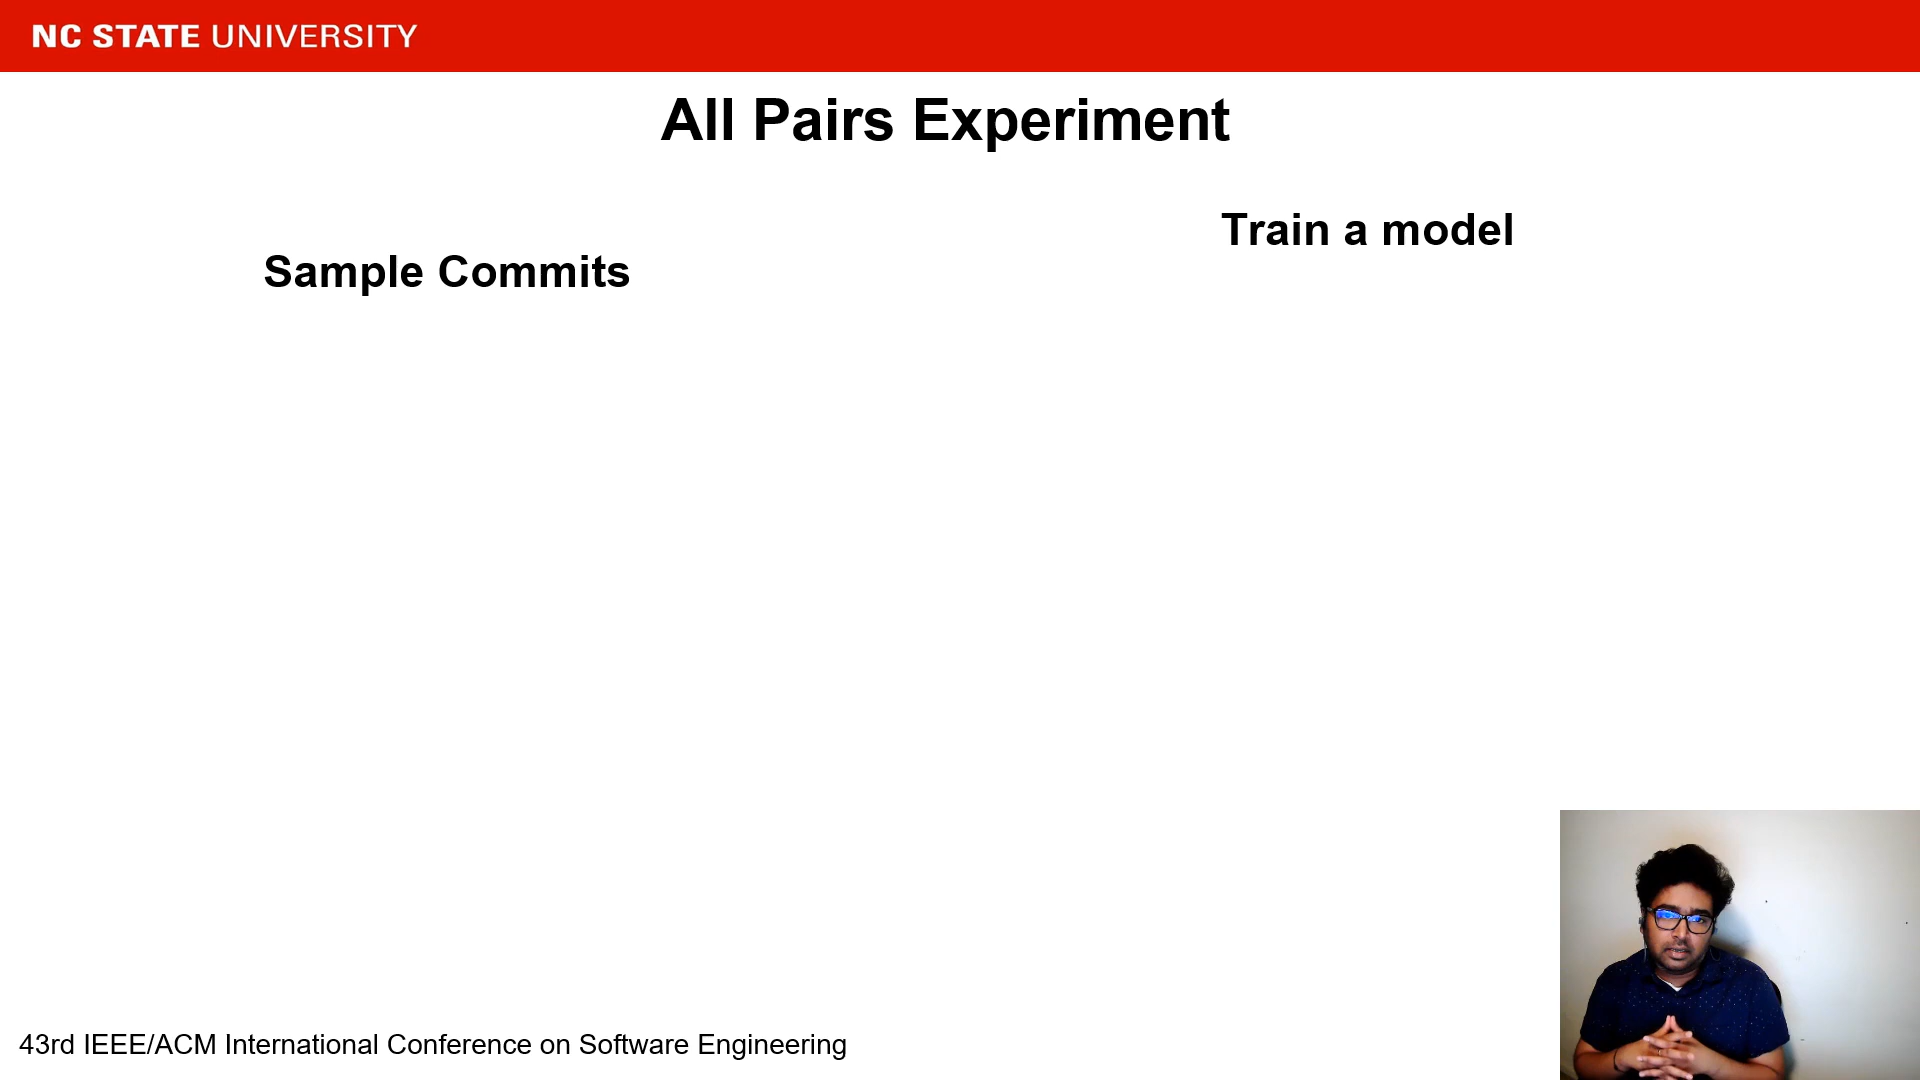 NC STATE UNIVERSITY
All Pairs Experiment
Train a model
Sample Commits
43rd IEEE/ACM International Conference on Software Engineering